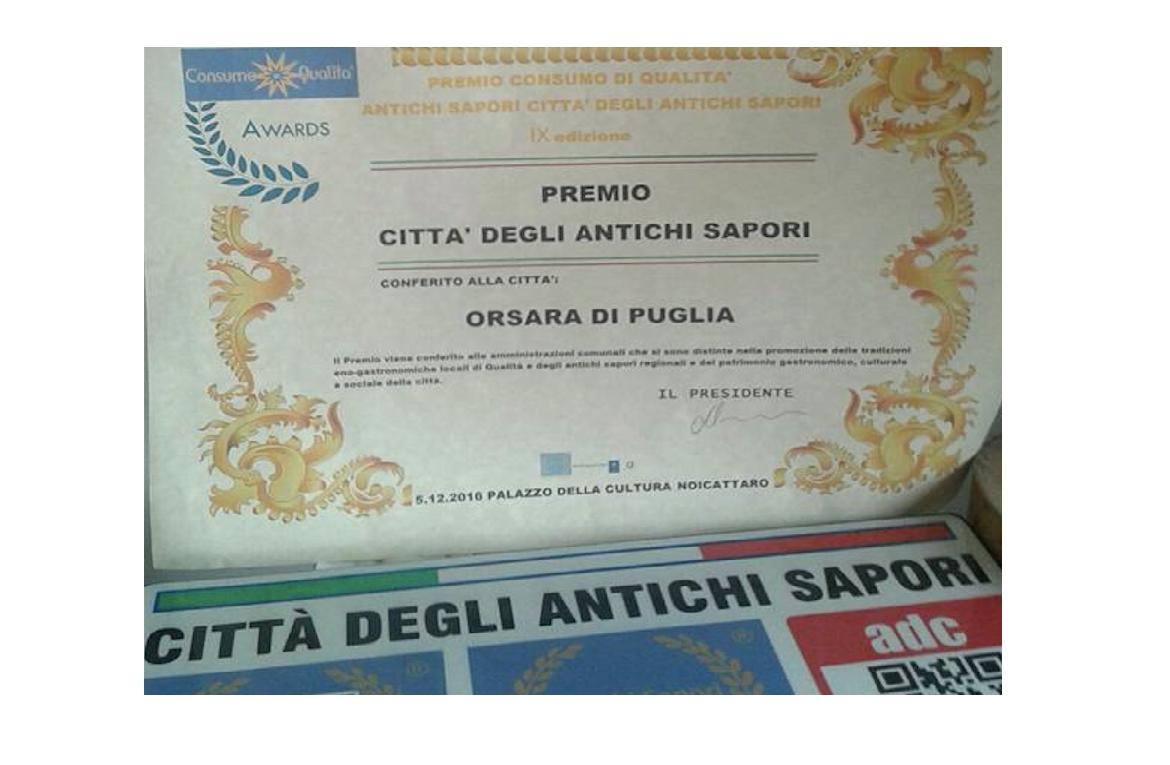 Consumo Qualita'
AWARDS
PREMIO CONSUMO DI QUALITA'
ANTICHI SAPORI CITTA' DEGLI ANTICHI SAPORI
IX edizione
PREMIO
CITTA' DEGLI ANTICHI SAPORI
CONFERITO ALLA CITTA':
ORSARA DI PUGLIA
Il Premio viene conferito alle amministrazioni comunali che si sono distinte nella promozione delle tradizioni
eno-gastronomiche locali di Qualità e degli antichi sapori regionali e del patrimonio gastronomico, culturale
e sociale della città.
IL PRESIDENTE
5.12.2010 PALAZZO DELLA CULTURA NOICATTARO
CITTÀ DEGLI ANTICHI SAPORI
adc